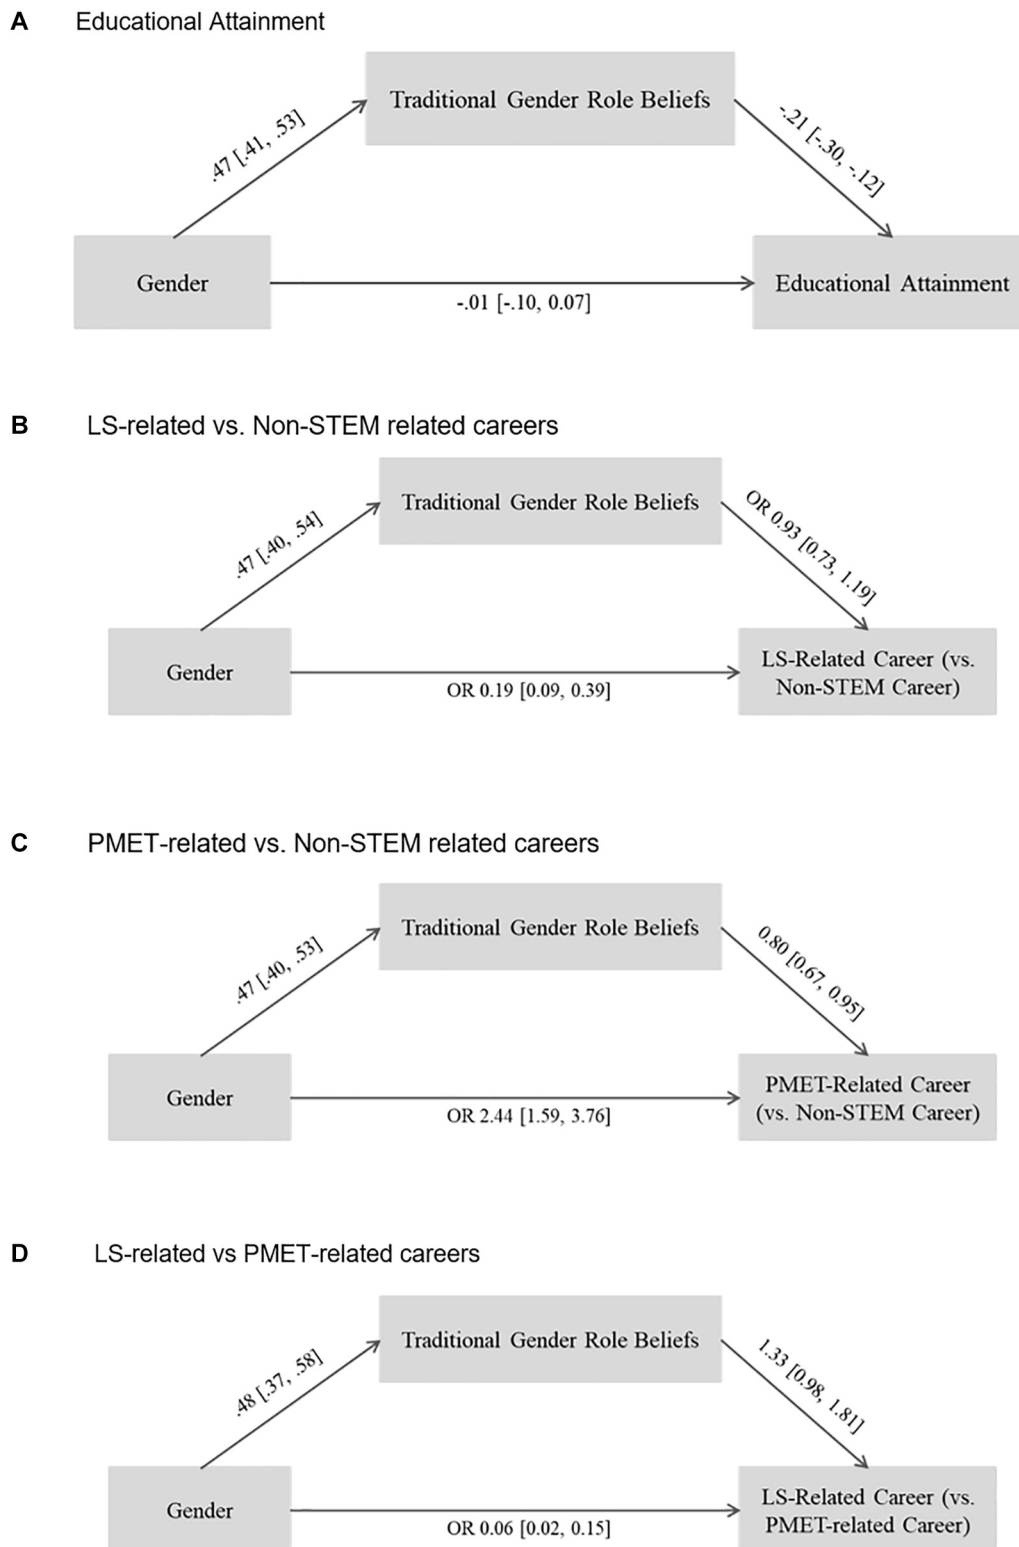 A Educational Attainment
Traditional Gender Role Beliefs
.47 [.41, .53]
-.21 [-.30, -.12]
Gender
Educational Attainment
-.01 [-.10, 0.07]
B LS-related vs. Non-STEM related careers
Traditional Gender Role Beliefs
.47 [.40, .54]
OR 0.93 [0.73, 1.19]
Gender
LS-Related Career (vs.
Non-STEM Career)
OR 0.19 [0.09, 0.39]
C PMET-related vs. Non-STEM related careers
Traditional Gender Role Beliefs
.47 [.40, .53]
0.80 [0.67, 0.95]
Gender
PMET-Related Career
(vs. Non-STEM Career)
OR 2.44 [1.59, 3.76]
D LS-related vs PMET-related careers
Traditional Gender Role Beliefs
.48 [.37, .58]
1.33 [0.98, 1.81]
Gender
LS-Related Career (vs.
PMET-related Career)
OR 0.06 [0.02, 0.15]